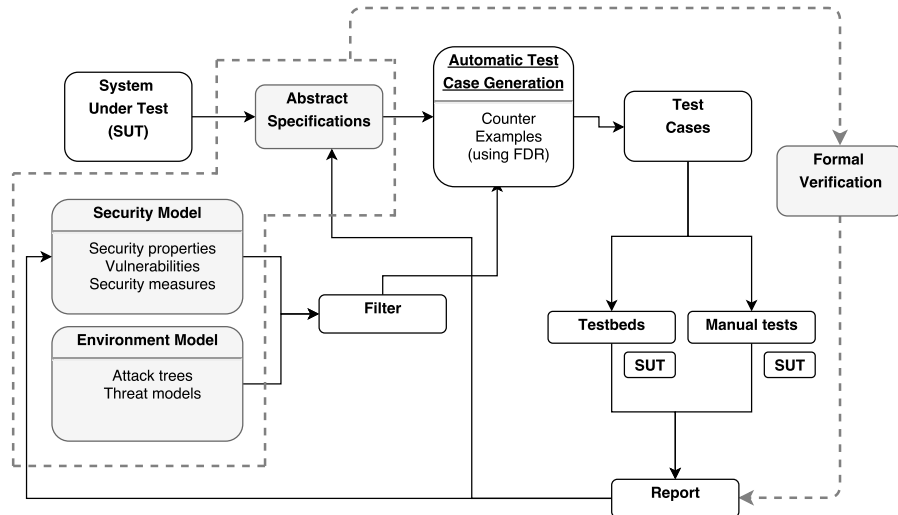 System
Under Test
(SUT)
Abstract
Specifications
Automatic Test
Case Generation
Counter
Examples
(using FDR)
Test
Cases
Formal
Verification
Security Model
Security properties
Vulnerabilities
Security measures
Filter
Environment Model
Attack trees
Threat models
Testbeds
SUT
Manual tests
SUT
Report